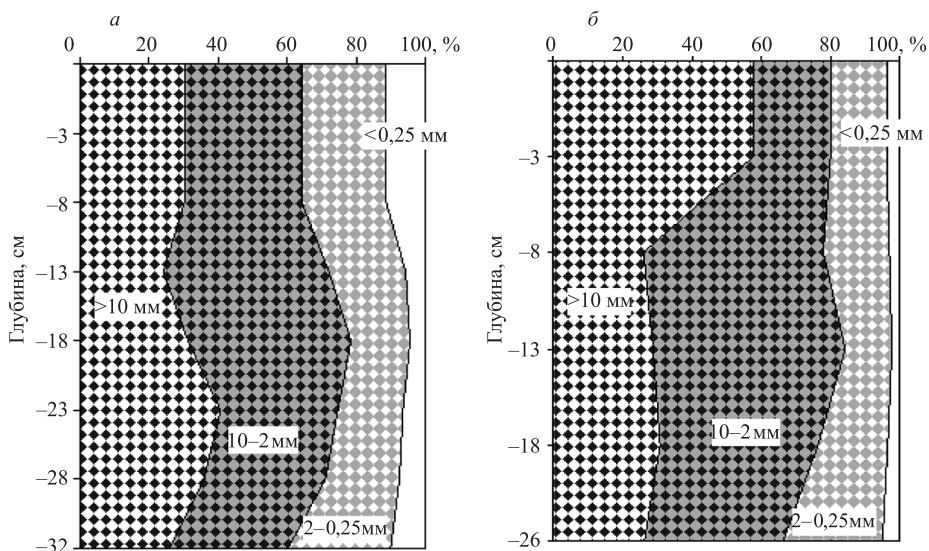 а
0 20 40 60 80 100, %
Глубина, см
–3
–8
–13
–18
–23
–28
–32
<0,25 мм
>10 мм
10–2 мм
2–0,25мм
б
0 20 40 60 80 100, %
Глубина, см
–3
–8
–13
–18
–26
<0,25 мм
>10 мм
10–2 мм
2–0,25мм